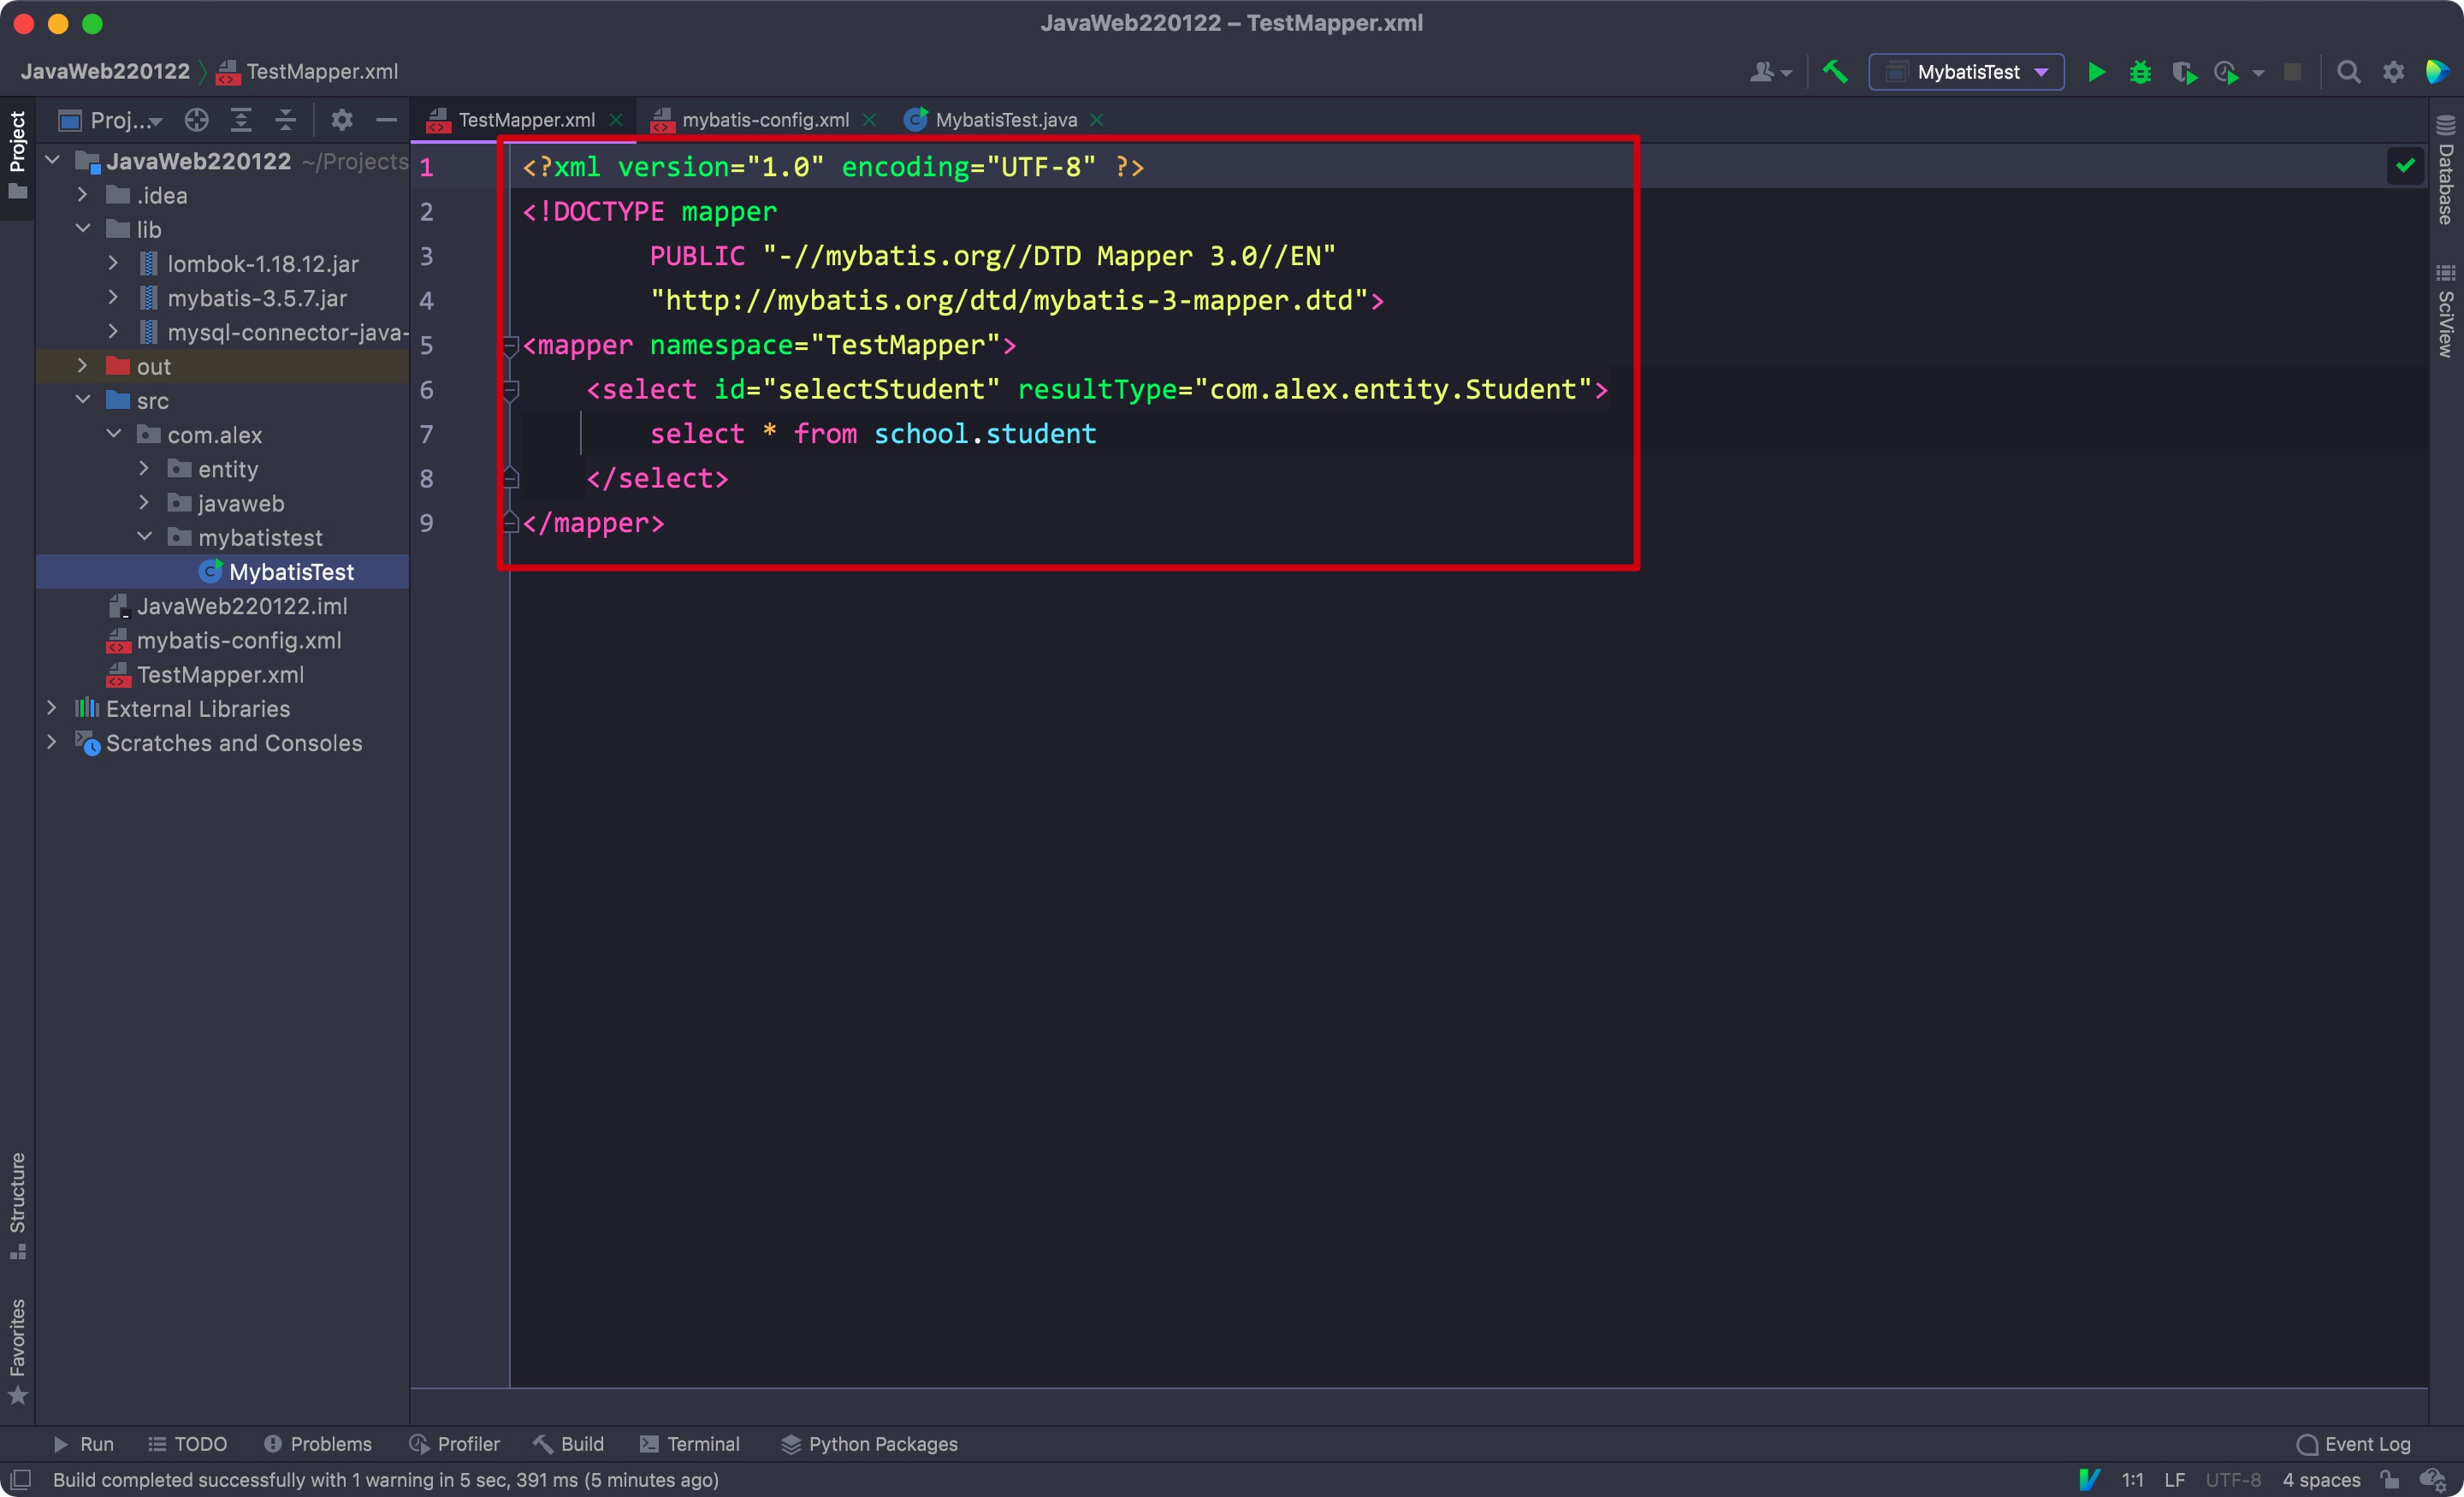 JavaWeb220122 – TestMapper.xml
JavaWeb220122
TestMapper.xml
MybatisTest
Project
Proj...
TestMapper.xml
mybatis-config.xml
MybatisTest.java
JavaWeb220122 ~/Projects
.idea
lib
lombok-1.18.12.jar
mybatis-3.5.7.jar
mysql-connector-java-
out
src
com.alex
entity
javaweb
mybatistest
MybatisTest
JavaWeb220122.iml
mybatis-config.xml
TestMapper.xml
External Libraries
Scratches and Consoles
1 <?xml version="1.0" encoding="UTF-8" ?>
2 <!DOCTYPE mapper
3 PUBLIC "-//mybatis.org//DTD Mapper 3.0//EN"
4 "http://mybatis.org/dtd/mybatis-3-mapper.dtd">
5 <mapper namespace="TestMapper">
6 <select id="selectStudent" resultType="com.alex.entity.Student">
7 select * from school.student
8 </select>
9 </mapper>
Database
SciView
Structure
Favorites
Run
TODO
Problems
Profiler
Build
Terminal
Python Packages
Event Log
Build completed successfully with 1 warning in 5 sec, 391 ms (5 minutes ago)
1:1
LF
UTF-8
4 spaces